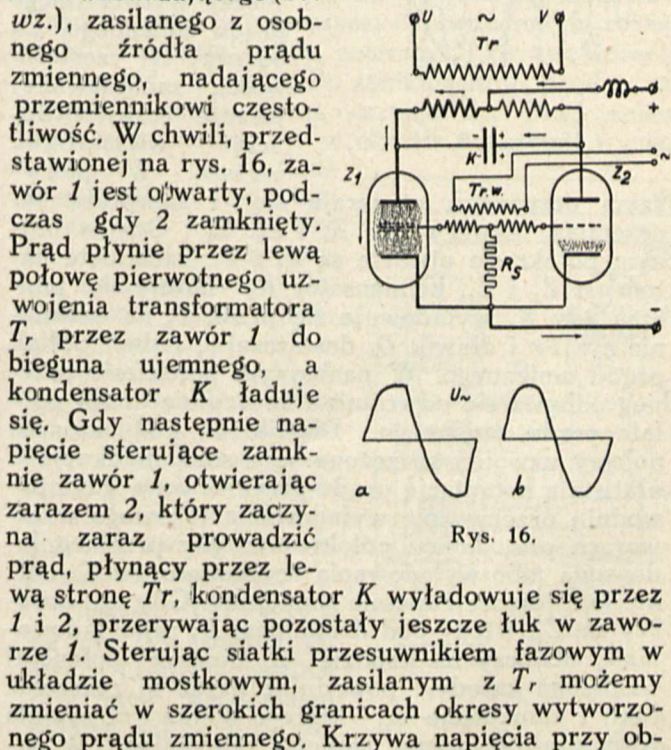 wz.), zasilanego z osob-
nego źródła prądu
zmiennego, nadającego
przemiennikowi często-
tliwość. W chwili, przed-
stawionej na rys. 16, za-
wór 1 jest otwarty, pod-
czas gdy 2 zamknięty.
Prąd płynie przez lewą
połowę pierwotnego uz-
wojenia transformatora
Tr przez zawór 1 do
bieguna ujemnego, a
kondensator K ładuje
się. Gdy następnie na-
pięcie sterujące zamk-
nie zawór 1, otwierając
zarazem 2, który zaczy-
na zaraz prowadzić
prąd, płynący przez le-
wą stronę Tr, kondensator K wyładowuje się przez
1 i 2, przerywając pozostały jeszcze łuk w zawo-
rze 1. Sterując siatki przesuwnikiem fazowym w
układzie mostkowym, zasilanym z Tr możemy
zmieniać w szerokich granicach okresy wytworzo-
nego prądu zmiennego. Krzywa napięcia przy ob-
U ~ V
Tr
+
K - +
~
Z1 Z2
Tr. w.
RS
-
U~
a b
Rys. 16.